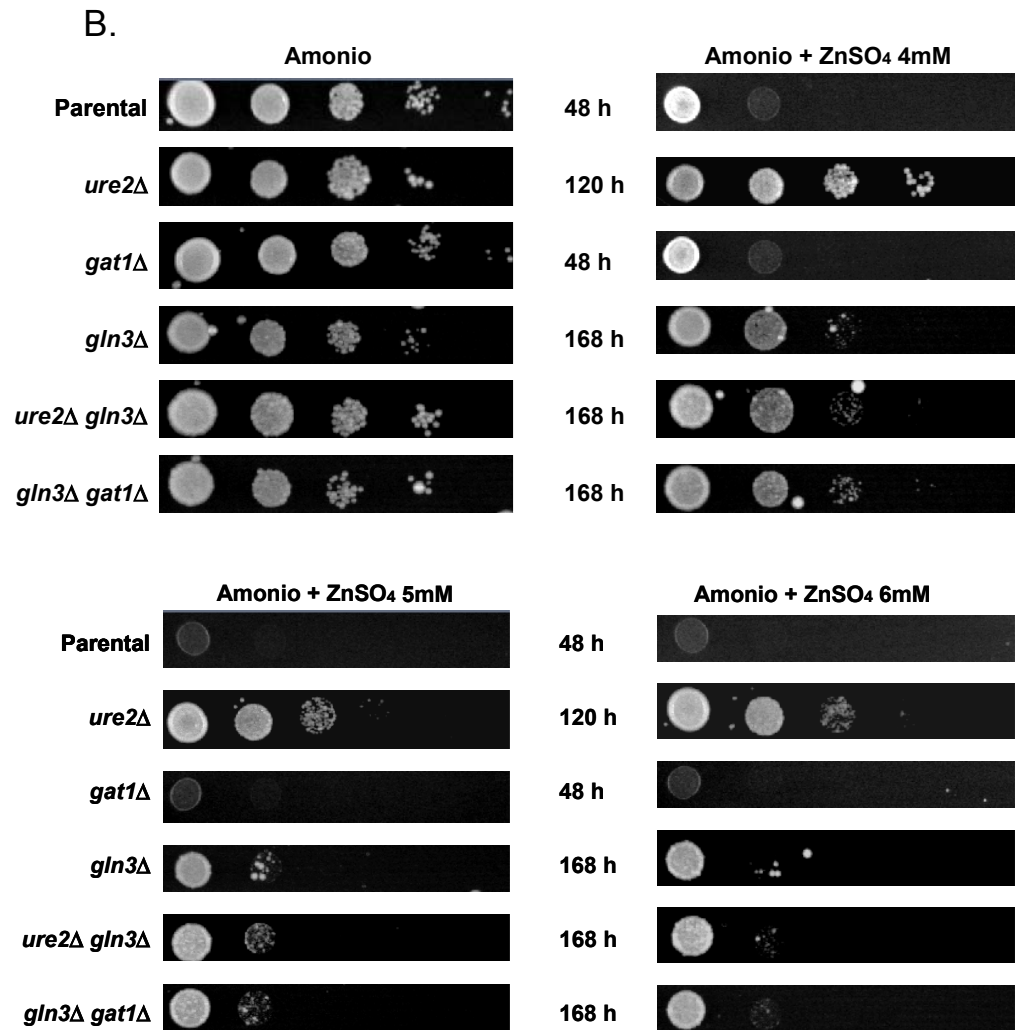 B.
Amonio Amonio + ZnSO₄ 4mM
Parental 48 h
ure2Δ 120 h
gat1Δ 48 h
gln3Δ 168 h
ure2Δ gln3Δ 168 h
gln3Δ gat1Δ 168 h
Amonio + ZnSO₄ 5mM Amonio + ZnSO₄ 6mM
Parental 48 h
ure2Δ 120 h
gat1Δ 48 h
gln3Δ 168 h
ure2Δ gln3Δ 168 h
gln3Δ gat1Δ 168 h